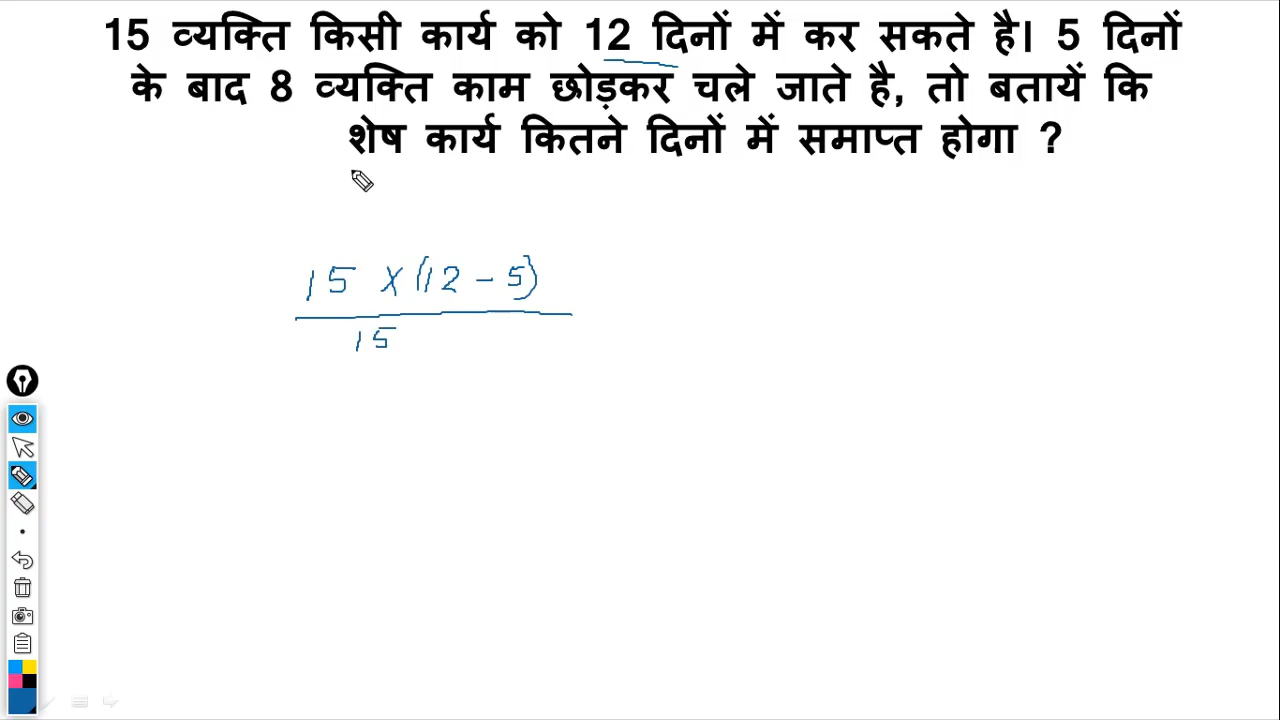 15 व्यक्ति किसी कार्य को 12 दिनों में कर सकते है। 5 दिनों
के बाद 8 व्यक्ति काम छोड़कर चले जाते है, तो बतायें कि
शेष कार्य कितने दिनों में समाप्त होगा ?
15 × (12 - 5)
15